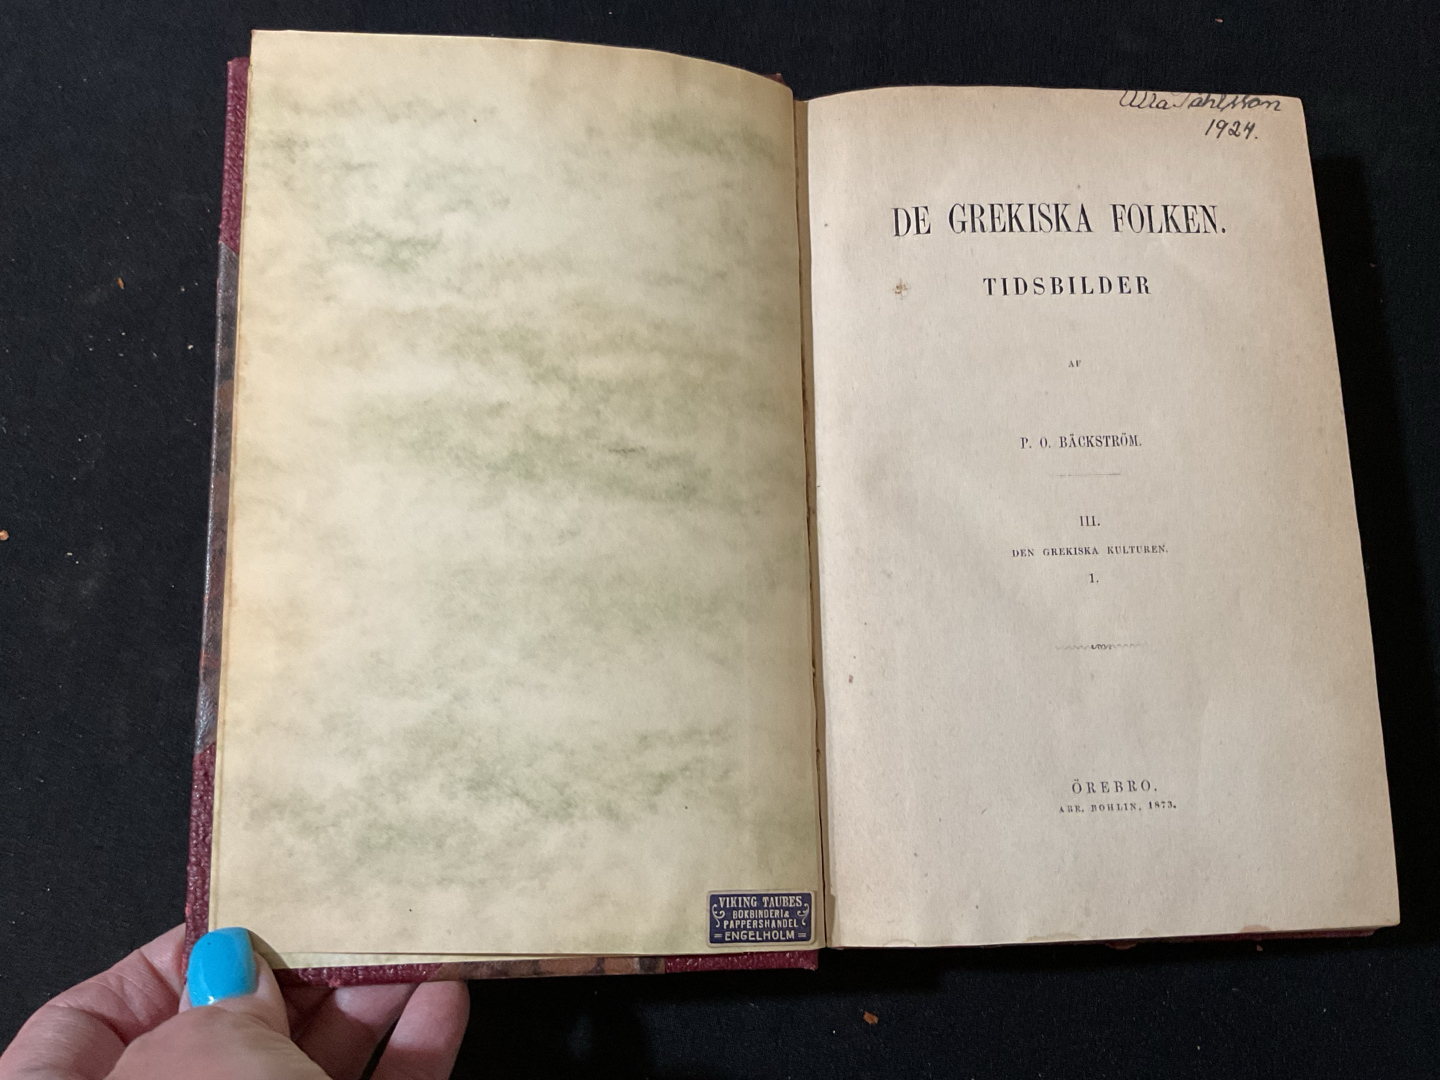 VIKING TAUBES
BOKBINDERI &
PAPPERSHANDEL
ENGELHOLM
1924.
DE GREKISKA FOLKEN.
TIDSBILDER
AF
P. O. BÄCKSTRÖM.
III.
DEN GREKISKA KULTUREN.
1.
ÖREBRO.
ABR. BOHLIN, 1873.